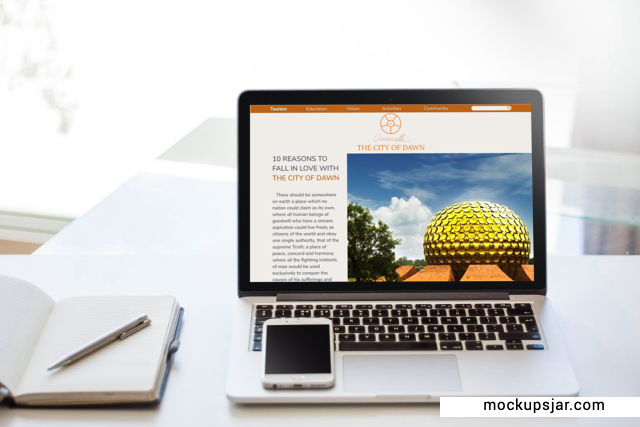 Tourism Education Vision Activities Community
Auroville
THE CITY OF DAWN
10 REASONS TO
FALL IN LOVE WITH
THE CITY OF DAWN
There should be somewhere
on earth a place which no
nation could claim as its own,
where all human beings of
goodwill who have a sincere
aspiration could live freely as
citizens of the world and obey
one single authority, that of the
supreme Truth; a place of
peace, concord and harmony
where all the fighting instincts
of man would be used
exclusively to conquer the
causes of his sufferings and
mockupsjar.com